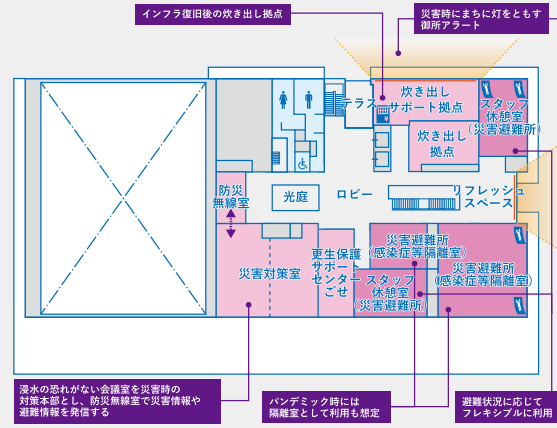 インフラ復旧後の炊き出し拠点
災害時にまちに灯をともす
御所アラート
テラス
炊き出し
サポート拠点
スタッフ
休憩室
(災害避難所)
炊き出し
拠点
防災
無線室
光庭
ロビー
リフレッシュ
スペース
災害対策室
更生保護
サポート
センター
ごせ
災害避難所
(感染症等隔離室)
スタッフ
休憩室
(災害避難所)
災害避難所
(感染症等隔離室)
浸水の恐れがない会議室を災害時の
対策本部とし、防災無線室で災害情報や
避難情報を発信する
パンデミック時には
隔離室として利用も想定
避難状況に応じて
フレキシブルに利用